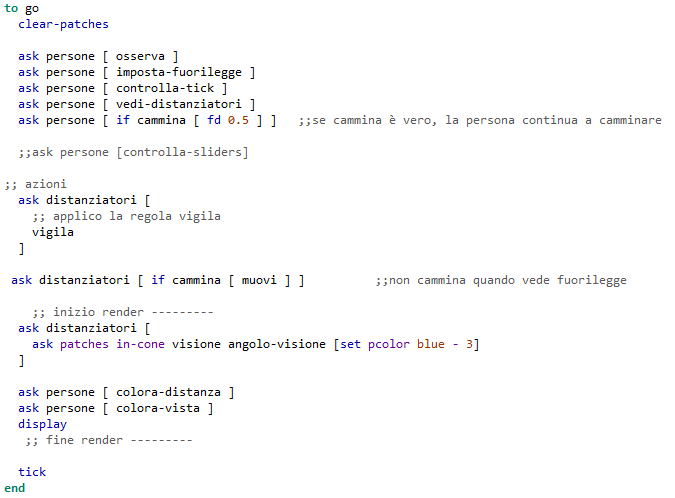 to go
clear-patches
ask persone [ osserva ]
ask persone [ imposta-fuorilegge ]
ask persone [ controlla-tick ]
ask persone [ vedi-distanziatori ]
ask persone [ if cammina [ fd 0.5 ] ] ;;se cammina è vero, la persona continua a camminare
;;ask persone [controlla-sliders]
;; azioni
ask distanziatori [
;; applico la regola vigila
vigila
]
ask distanziatori [ if cammina [ muovi ] ] ;;non cammina quando vede fuorilegge
;; inizio render ---------
ask distanziatori [
ask patches in-cone visione angolo-visione [set pcolor blue - 3]
]
ask persone [ colora-distanza ]
ask persone [ colora-vista ]
display
;; fine render ---------
tick
end